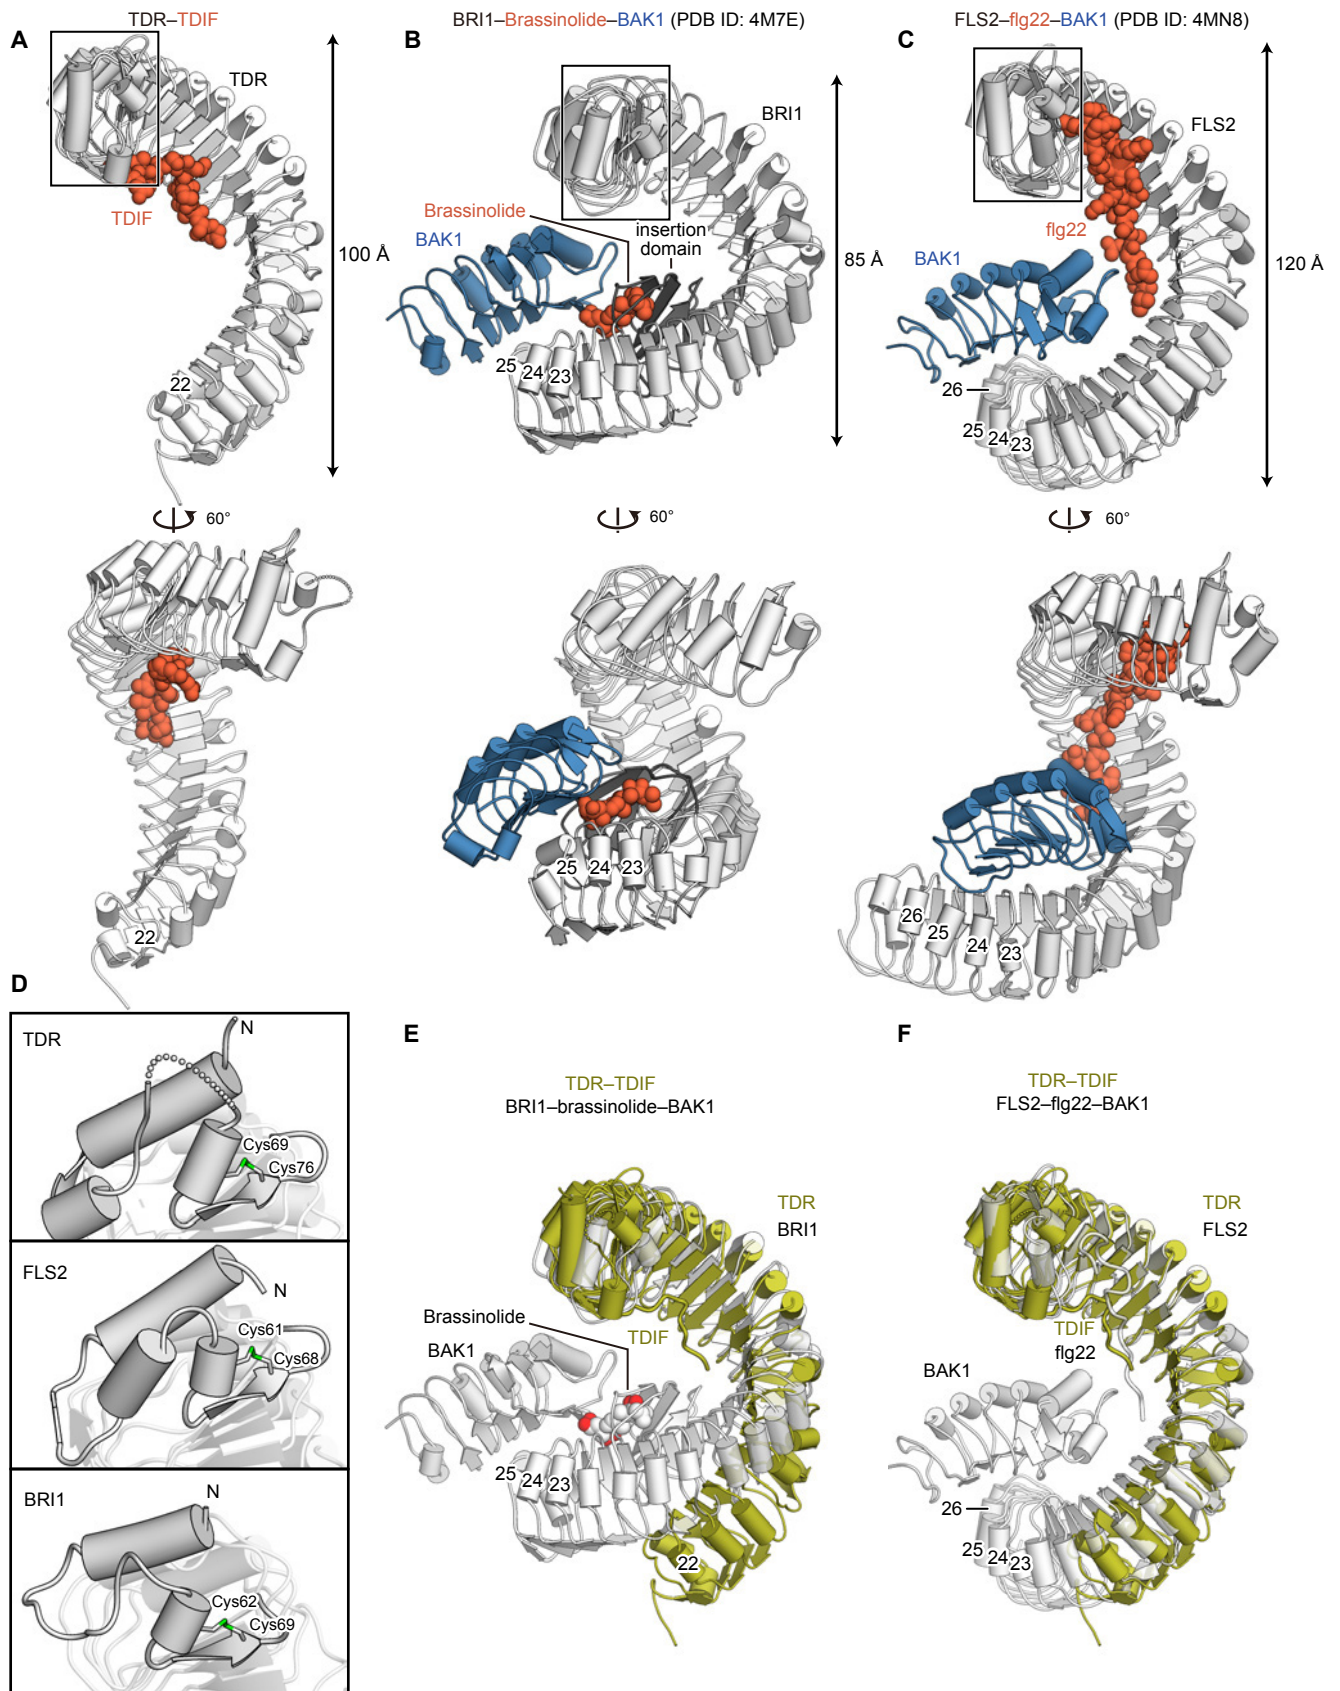 A
TDR–TDIF
TDR
TDIF
100 Å
22
60°
22
B
BRI1–Brassinolide–BAK1 (PDB ID: 4M7E)
BRI1
Brassinolide
BAK1
insertion
domain
85 Å
25
24
23
60°
25
24
23
C
FLS2–flg22–BAK1 (PDB ID: 4MN8)
FLS2
flg22
BAK1
120 Å
26
25
24
23
60°
26
25
24
23
D
TDR
N
Cys69
Cys76
FLS2
N
Cys61
Cys68
BRI1
N
Cys62
Cys69
E
TDR–TDIF
BRI1–brassinolide–BAK1
TDR
BRI1
Brassinolide
TDIF
BAK1
25
24
23
22
F
TDR–TDIF
FLS2–flg22–BAK1
TDR
FLS2
TDIF
flg22
BAK1
26
25
24
23